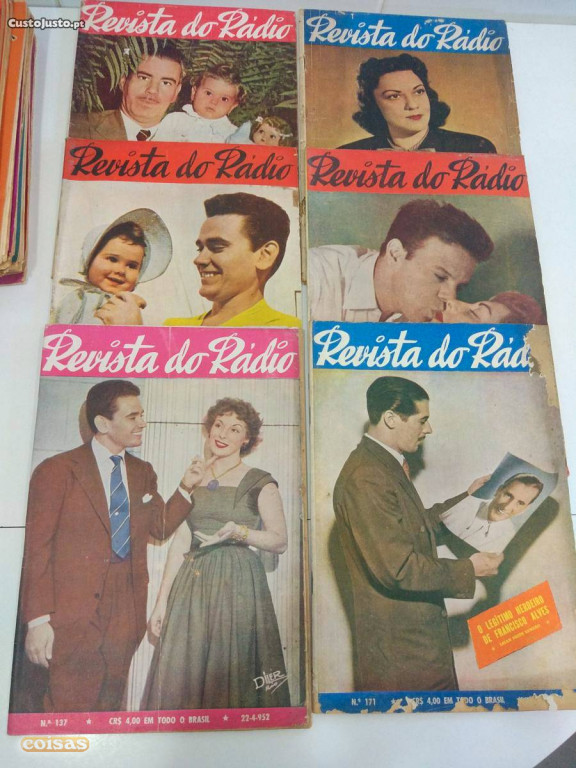 CustoJusto.pt
Revista do Rádio
Revista do Rádio
Revista do Rádio
Revista do Rádio
Revista do Rádio
Diler
N.º 137 ★ CR$ 4,00 EM TODO O BRASIL ★ 22-4-952
Revista do Rád
O LEGÍTIMO HERDEIRO
DE FRANCISCO ALVES
N.º 171 ★ CR$ 4,00 EM TODO O BRASIL
coisas